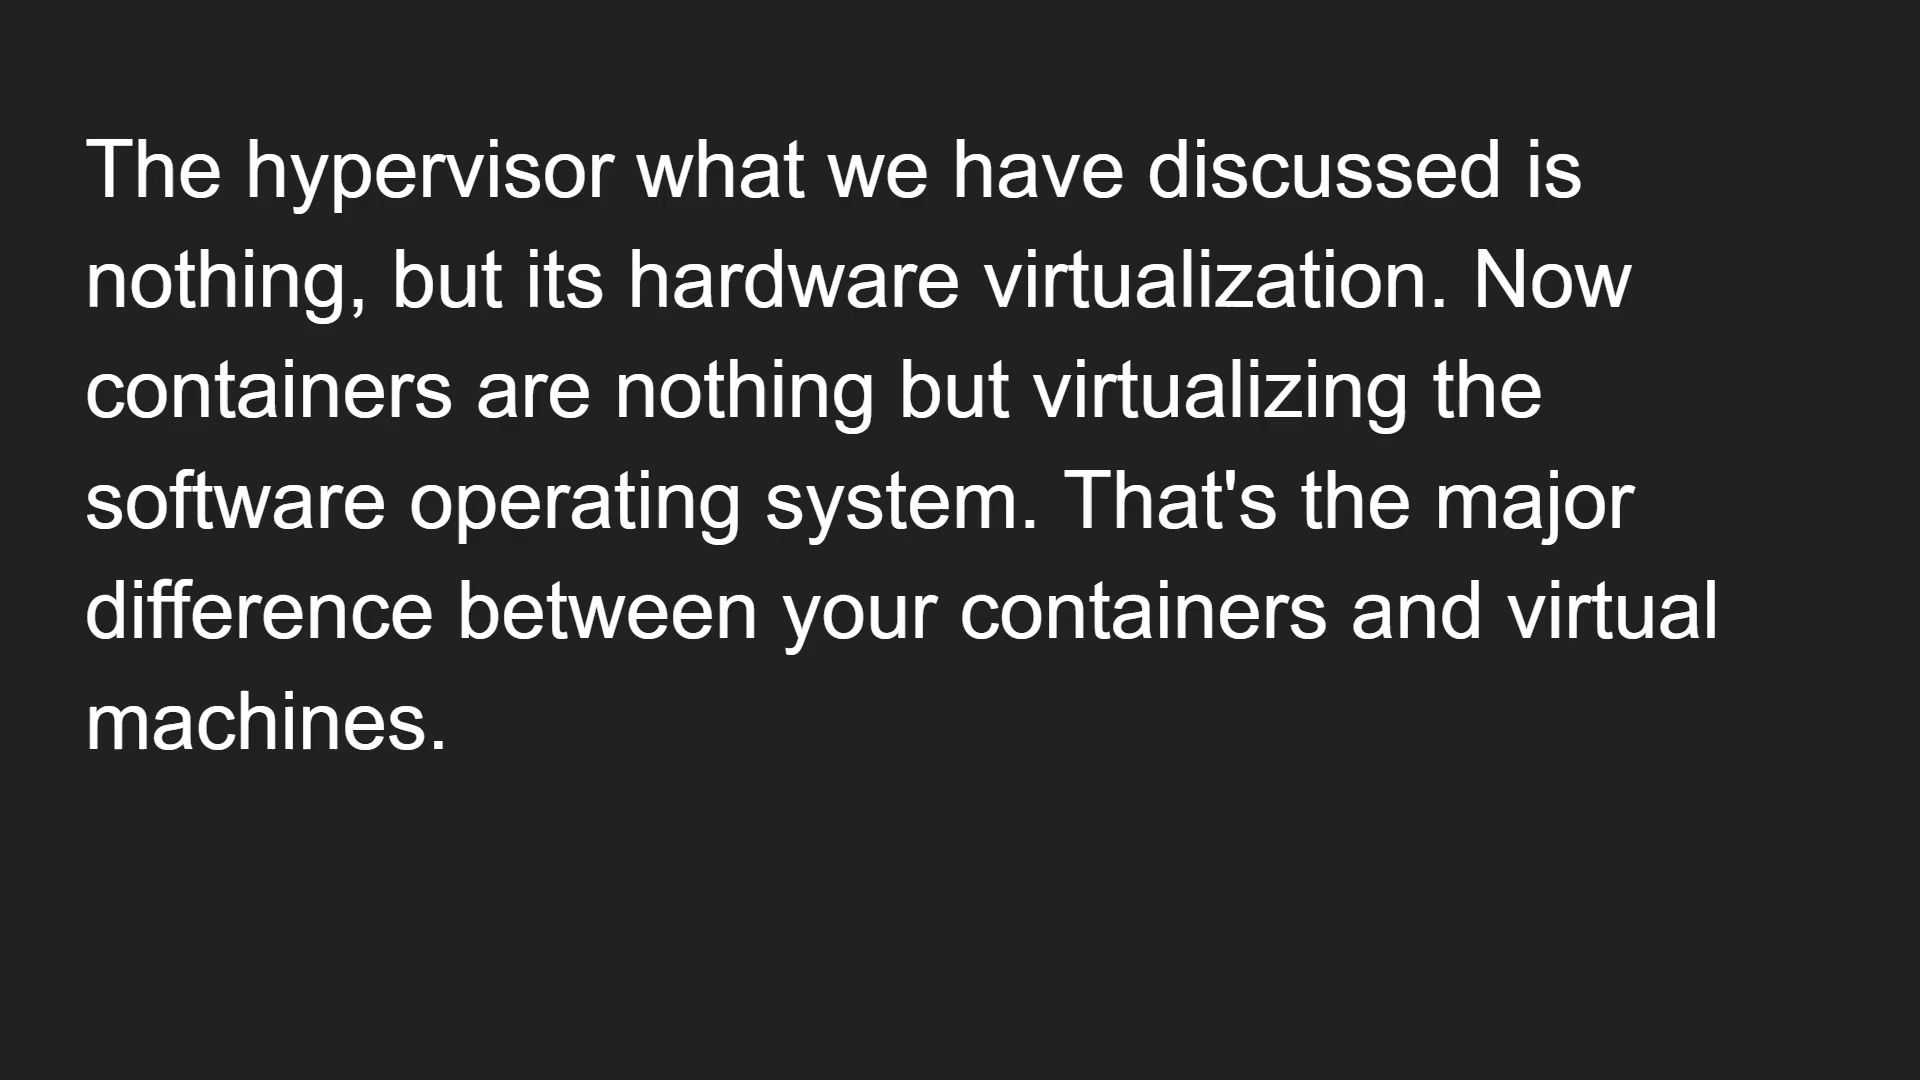 The hypervisor what we have discussed is
nothing, but its hardware virtualization. Now
containers are nothing but virtualizing the
software operating system. That's the major
difference between your containers and virtual
machines.